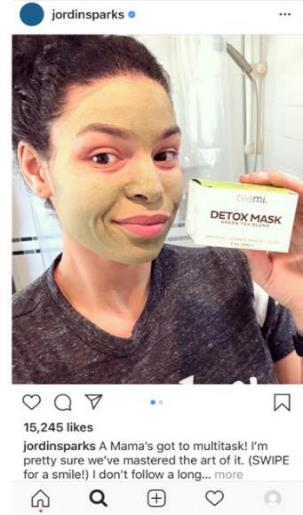 jordinsparks
teami.
DETOX MASK
GREEN TEA BLEND
15,245 likes
jordinsparks A Mama's got to multitask! I'm
pretty sure we've mastered the art of it. (SWIPE
for a smile!) I don't follow a long... more